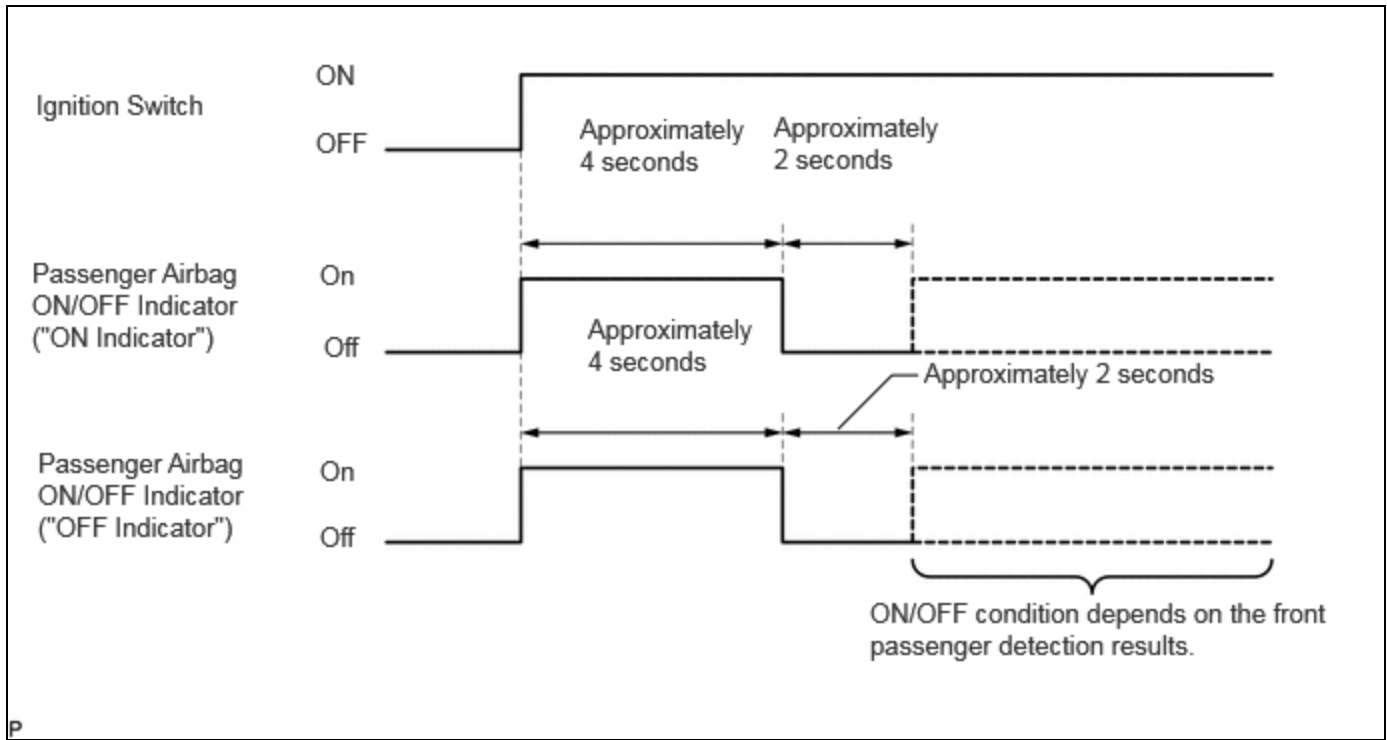 Ignition Switch
ON
OFF
Approximately
4 seconds
Approximately
2 seconds
Passenger Airbag
ON/OFF Indicator
("ON Indicator")
On
Off
Approximately
4 seconds
Approximately 2 seconds
Passenger Airbag
ON/OFF Indicator
("OFF Indicator")
On
Off
ON/OFF condition depends on the front
passenger detection results.
P